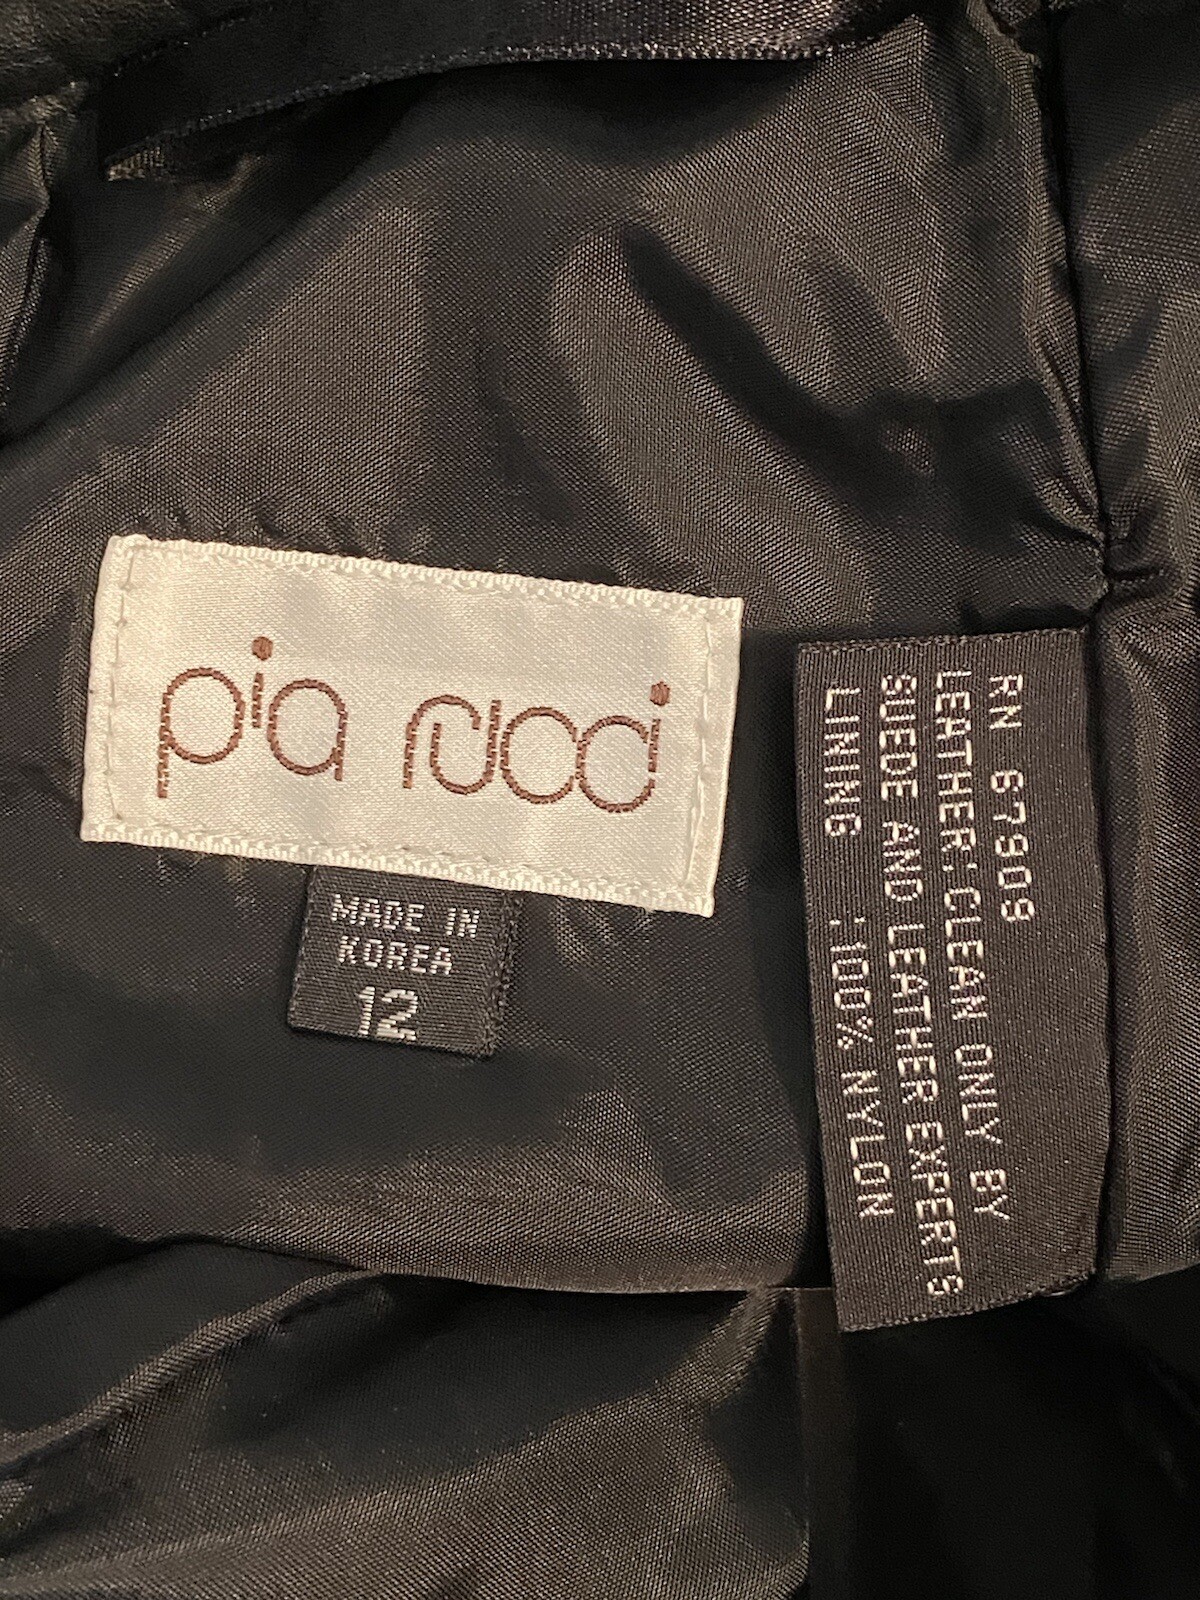 pia rucci
MADE IN
KOREA
12
RN 67909
LEATHER: CLEAN ONLY BY
SUEDE AND LEATHER EXPERTS
LINING : 100% NYLON